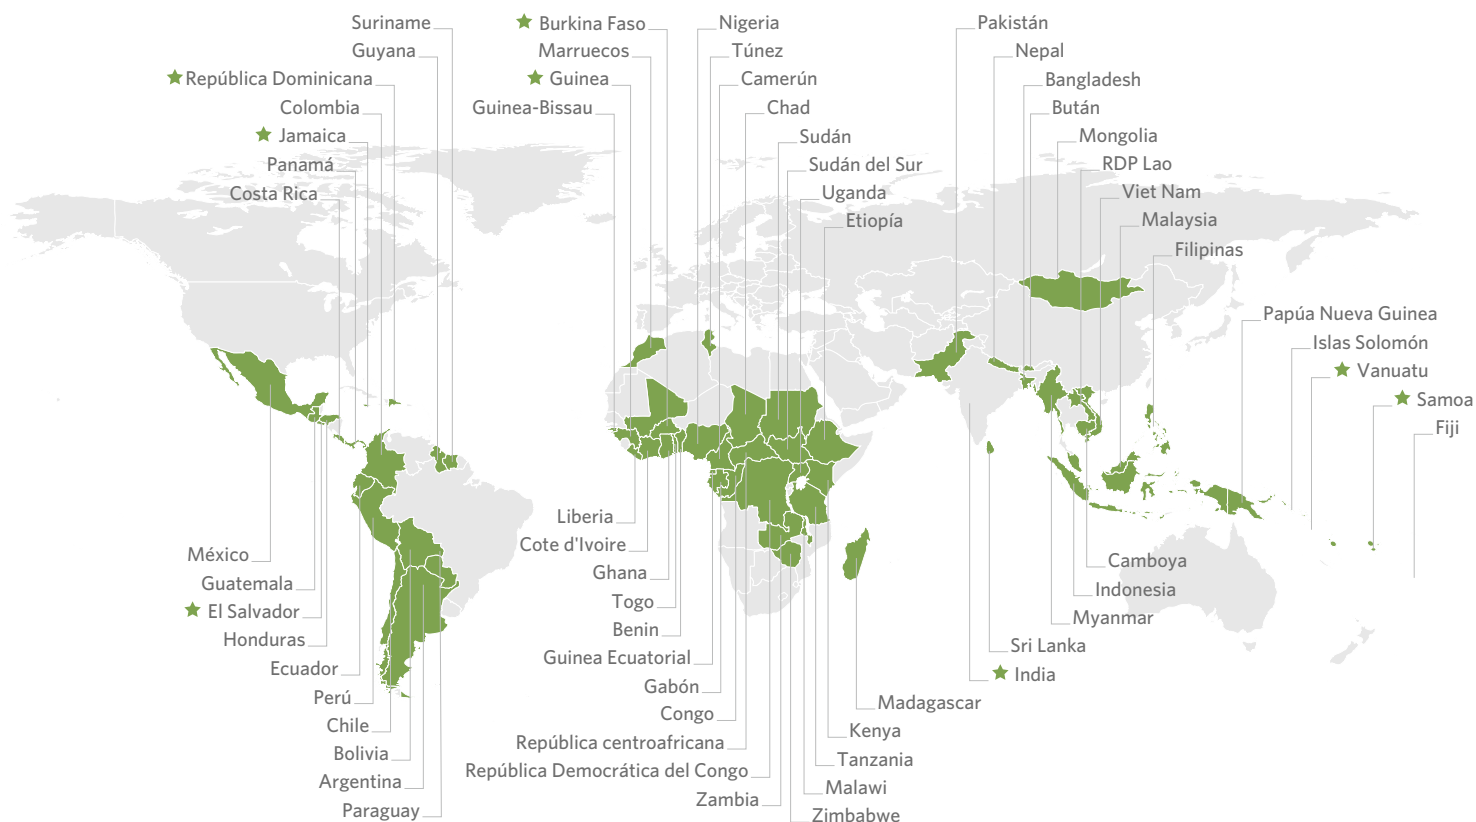 Suriname
Guyana
República Dominicana
Colombia
Jamaica
Panamá
Costa Rica
Burkina Faso
Marruecos
Guinea
Guinea-Bissau
Nigeria
Túnez
Camerún
Chad
Sudán
Sudán del Sur
Uganda
Etiopía
Pakistán
Nepal
Bangladesh
Bután
Mongolia
RDP Lao
Viet Nam
Malaysia
Filipinas
Papúa Nueva Guinea
Islas Solomón
Vanuatu
Samoa
Fiji
México
Guatemala
El Salvador
Honduras
Ecuador
Perú
Chile
Bolivia
Argentina
Paraguay
Liberia
Cote d'Ivoire
Ghana
Togo
Benin
Guinea Ecuatorial
Gabón
Congo
República centroafricana
República Democrática del Congo
Zambia
Madagascar
Kenya
Tanzania
Malawi
Zimbabwe
Camboya
Indonesia
Myanmar
Sri Lanka
India